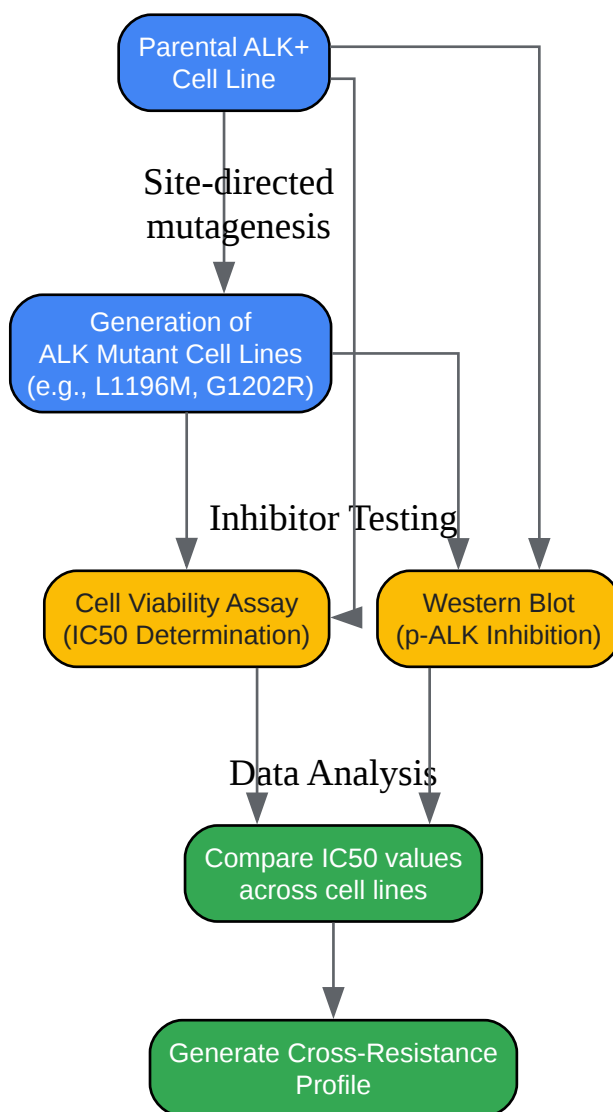 Parental ALK+
Cell Line
Site-directed
mutagenesis
Generation of
ALK Mutant Cell Lines
(e.g., L1196M, G1202R)
Inhibitor Testing
Cell Viability Assay
(IC50 Determination)
Western Blot
(p-ALK Inhibition)
Data Analysis
Compare IC50 values
across cell lines
Generate Cross-Resistance
Profile